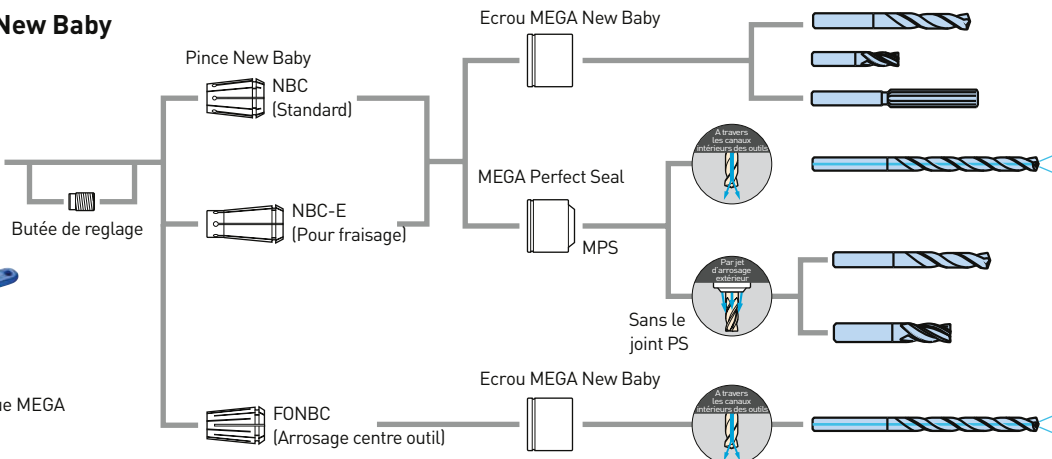 New Baby
Ecrou MEGA New Baby
Pince New Baby
NBC
(Standard)
A travers
les canaux
intérieurs des outils
MEGA Perfect Seal
NBC-E
(Pour fraisage)
Butée de reglage
MPS
Par jet
d'arrosage
extérieur
Sans le
joint PS
Ecrou MEGA New Baby
ue MEGA
FONBC
(Arrosage centre outil)
A travers
les canaux
intérieurs des outils